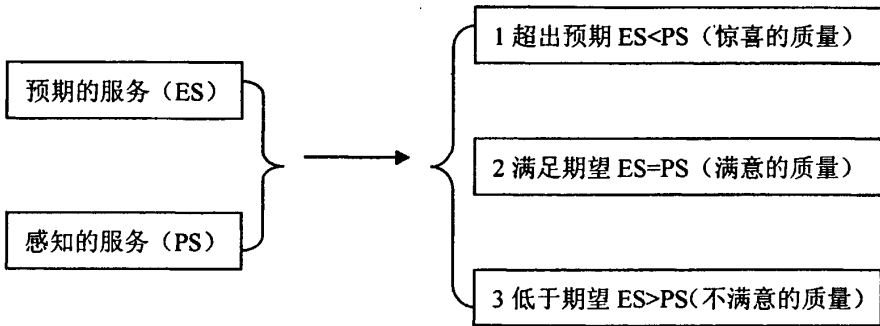 预期的服务（ES）
感知的服务（PS）
1 超出预期 ES<PS（惊喜的质量）
2 满足期望 ES=PS（满意的质量）
3 低于期望 ES>PS(不满意的质量）